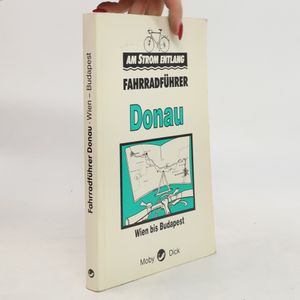 AM STROM ENTLANG
FAHRRADFÜHRER
Donau
Wien bis Budapest
Moby Dick
Fahrradführer Donau · Wien – Budapest